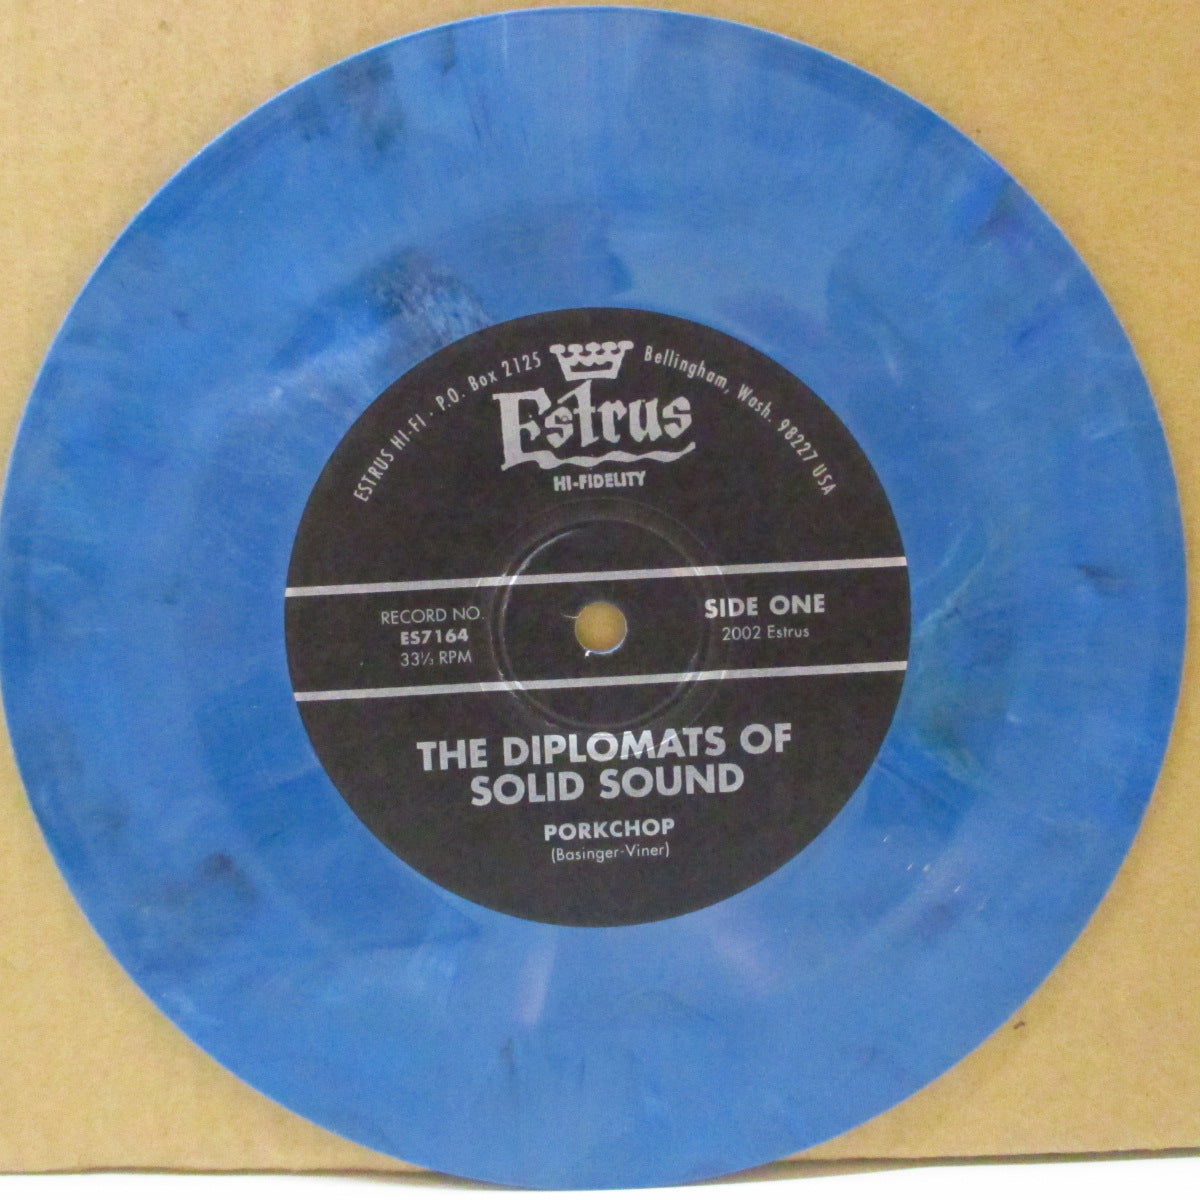 ESTRUS HI-FI · P.O. Box 2125 Bellingham, Wash. 98227 USA
Estrus
HI-FIDELITY
RECORD NO.
ES7164
33⅓ RPM
SIDE ONE
2002 Estrus
THE DIPLOMATS OF
SOLID SOUND
PORKCHOP
(Basinger-Viner)